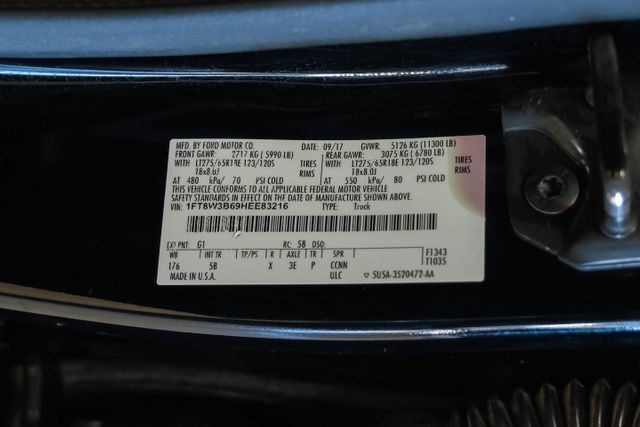 MFD. BY FORD MOTOR CO. DATE: 09/17 GVWR: 5126 KG (11300 LB)
FRONT GAWR: 2717 KG (5990 LB) REAR GAWR: 3075 KG (6780 LB)
WITH LT275/65R18E 123/120S TIRES WITH LT275/65R18E 123/120S TIRES
18x8.0J RIMS 18x8.0J RIMS
AT 480 kPa/ 70 PSI COLD AT 550 kPa/ 80 PSI COLD
THIS VEHICLE CONFORMS TO ALL APPLICABLE FEDERAL MOTOR VEHICLE
SAFETY STANDARDS IN EFFECT ON THE DATE OF MANUFACTURE SHOWN ABOVE.
VIN: 1FT8W3B69HEE83216 TYPE: Truck
EXT PNT: G1 RC: 58 DSO:
WB INT TR TP/PS R AXLE TR SPR F1343
176 5B X 3E P CCNN T1035
MADE IN U.S.A. ULC 5USA-3520472-AA